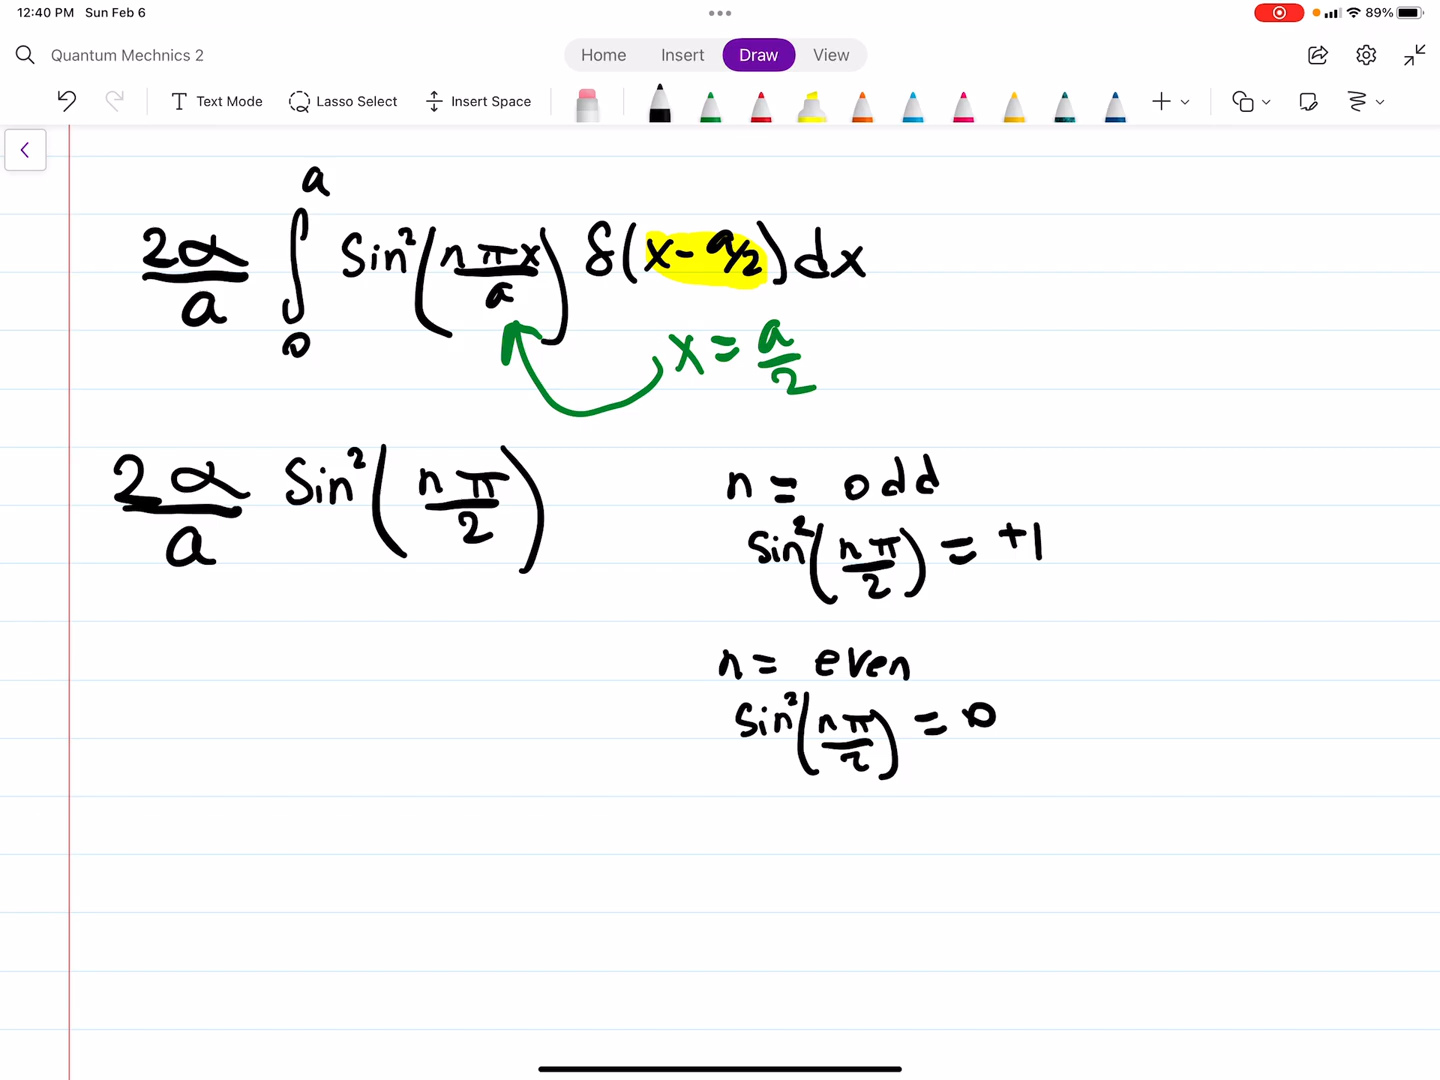 12:40 PM Sun Feb 6
89%
Quantum Mechnics 2
Home Insert Draw View
Text Mode Lasso Select Insert Space
2α/a ∫₀ᵃ Sin²(nπx/a) δ(x - a/2) dx
x = a/2
2α/a Sin²(nπ/2)
n = odd
Sin²(nπ/2) = +1
n = even
Sin²(nπ/2) = 0